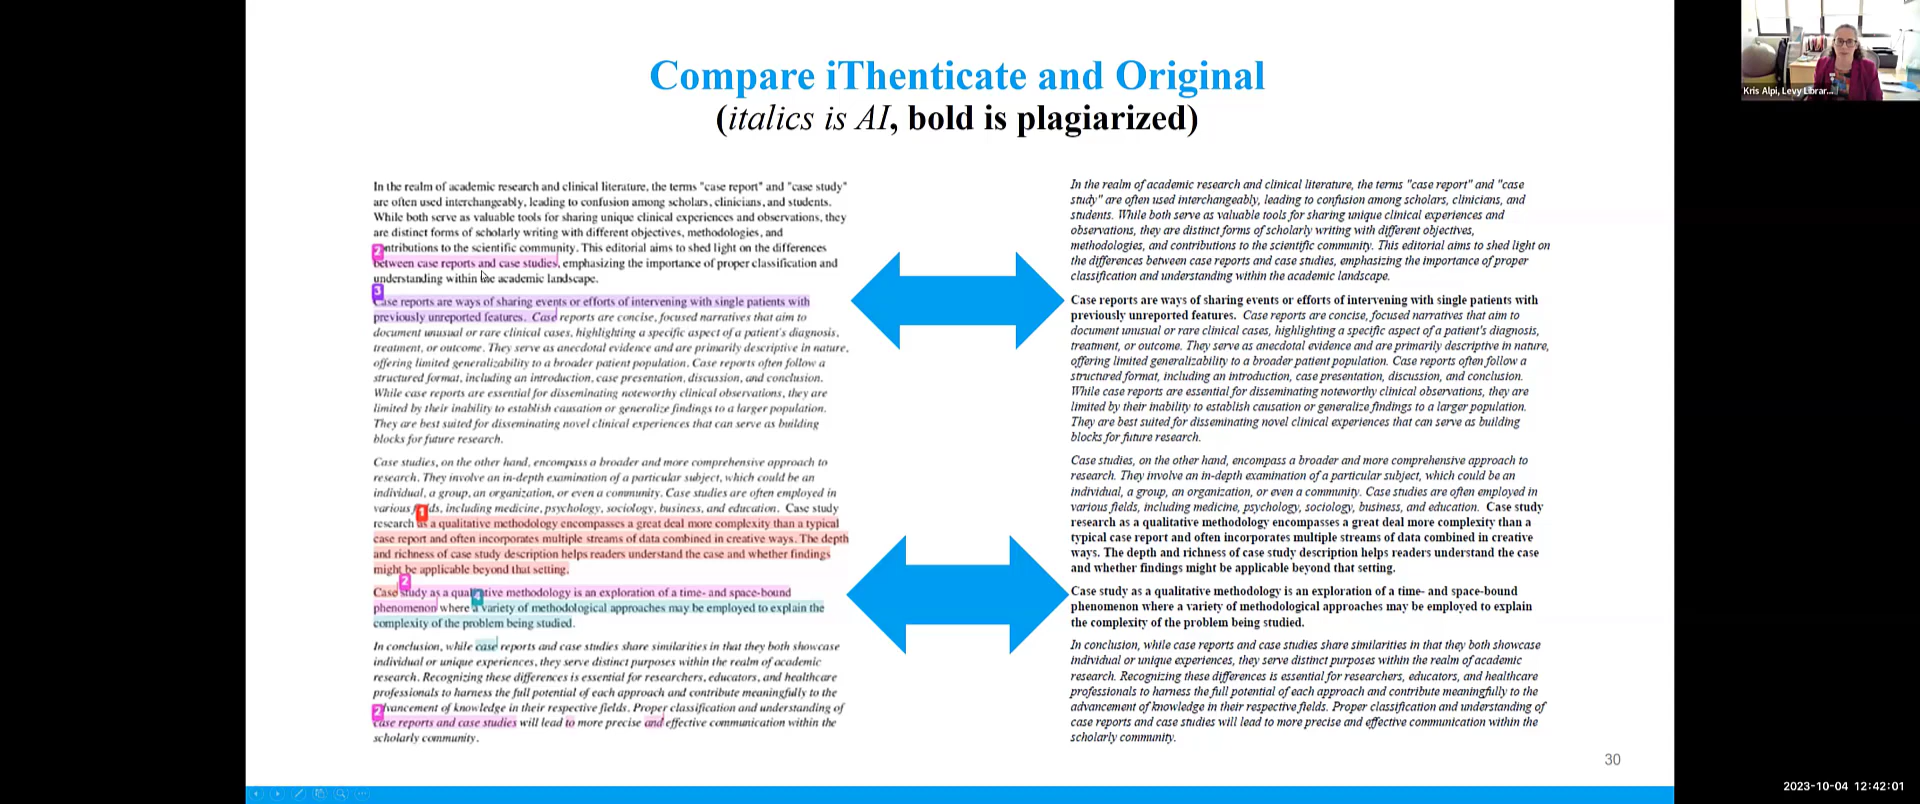 Compare iThenticate and Original
(italics is AI, bold is plagiarized)
Kris Alpi, Levy Librar...
In the realm of academic research and clinical literature, the terms "case report" and "case study"
are often used interchangeably, leading to confusion among scholars, clinicians, and students.
While both serve as valuable tools for sharing unique clinical experiences and observations, they
are distinct forms of scholarly writing with different objectives, methodologies, and
2
ntributions to the scientific community. This editorial aims to shed light on the differences
between case reports and case studies, emphasizing the importance of proper classification and
understanding within the academic landscape.
3
Case reports are ways of sharing events or efforts of intervening with single patients with
previously unreported features. Case reports are concise, focused narratives that aim to
document unusual or rare clinical cases, highlighting a specific aspect of a patient's diagnosis,
treatment, or outcome. They serve as anecdotal evidence and are primarily descriptive in nature,
offering limited generalizability to a broader patient population. Case reports often follow a
structured format, including an introduction, case presentation, discussion, and conclusion.
While case reports are essential for disseminating noteworthy clinical observations, they are
limited by their inability to establish causation or generalize findings to a larger population.
They are best suited for disseminating novel clinical experiences that can serve as building
blocks for future research.
Case studies, on the other hand, encompass a broader and more comprehensive approach to
research. They involve an in-depth examination of a particular subject, which could be an
individual, a group, an organization, or even a community. Case studies are often employed in
various f ds, including medicine, psychology, sociology, business, and education. Case study
1
research as a qualitative methodology encompasses a great deal more complexity than a typical
case report and often incorporates multiple streams of data combined in creative ways. The depth
and richness of case study description helps readers understand the case and whether findings
might be applicable beyond that setting.
2
Case study as a qualitative methodology is an exploration of a time- and space-bound
4
phenomenon where a variety of methodological approaches may be employed to explain the
complexity of the problem being studied.
In conclusion, while case reports and case studies share similarities in that they both showcase
individual or unique experiences, they serve distinct purposes within the realm of academic
research. Recognizing these differences is essential for researchers, educators, and healthcare
professionals to harness the full potential of each approach and contribute meaningfully to the
2
dvancement of knowledge in their respective fields. Proper classification and understanding of
case reports and case studies will lead to more precise and effective communication within the
scholarly community.
In the realm of academic research and clinical literature, the terms "case report" and "case
study" are often used interchangeably, leading to confusion among scholars, clinicians, and
students. While both serve as valuable tools for sharing unique clinical experiences and
observations, they are distinct forms of scholarly writing with different objectives,
methodologies, and contributions to the scientific community. This editorial aims to shed light on
the differences between case reports and case studies, emphasizing the importance of proper
classification and understanding within the academic landscape.
Case reports are ways of sharing events or efforts of intervening with single patients with
previously unreported features. Case reports are concise, focused narratives that aim to
document unusual or rare clinical cases, highlighting a specific aspect of a patient's diagnosis,
treatment, or outcome. They serve as anecdotal evidence and are primarily descriptive in nature,
offering limited generalizability to a broader patient population. Case reports often follow a
structured format, including an introduction, case presentation, discussion, and conclusion.
While case reports are essential for disseminating noteworthy clinical observations, they are
limited by their inability to establish causation or generalize findings to a larger population.
They are best suited for disseminating novel clinical experiences that can serve as building
blocks for future research.
Case studies, on the other hand, encompass a broader and more comprehensive approach to
research. They involve an in-depth examination of a particular subject, which could be an
individual, a group, an organization, or even a community. Case studies are often employed in
various fields, including medicine, psychology, sociology, business, and education. Case study
research as a qualitative methodology encompasses a great deal more complexity than a
typical case report and often incorporates multiple streams of data combined in creative
ways. The depth and richness of case study description helps readers understand the case
and whether findings might be applicable beyond that setting.
Case study as a qualitative methodology is an exploration of a time- and space-bound
phenomenon where a variety of methodological approaches may be employed to explain
the complexity of the problem being studied.
In conclusion, while case reports and case studies share similarities in that they both showcase
individual or unique experiences, they serve distinct purposes within the realm of academic
research. Recognizing these differences is essential for researchers, educators, and healthcare
professionals to harness the full potential of each approach and contribute meaningfully to the
advancement of knowledge in their respective fields. Proper classification and understanding of
case reports and case studies will lead to more precise and effective communication within the
scholarly community.
30
2023-10-04 12:42:01